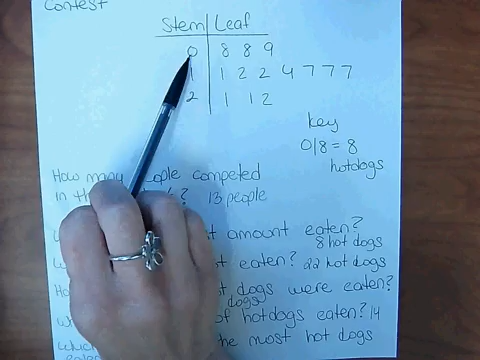 Contest
Stem | Leaf
0 | 8 8 9
1 | 1 2 2 4 7 7 7
2 | 1 1 2
key
0/8 = 8
hotdogs
How many people competed
in th ? 13 people
amount eaten?
8 hot dogs
eaten? 22 hot dogs
dogs were eaten?
dogs
of hotdogs eaten? 14
the most hot dogs